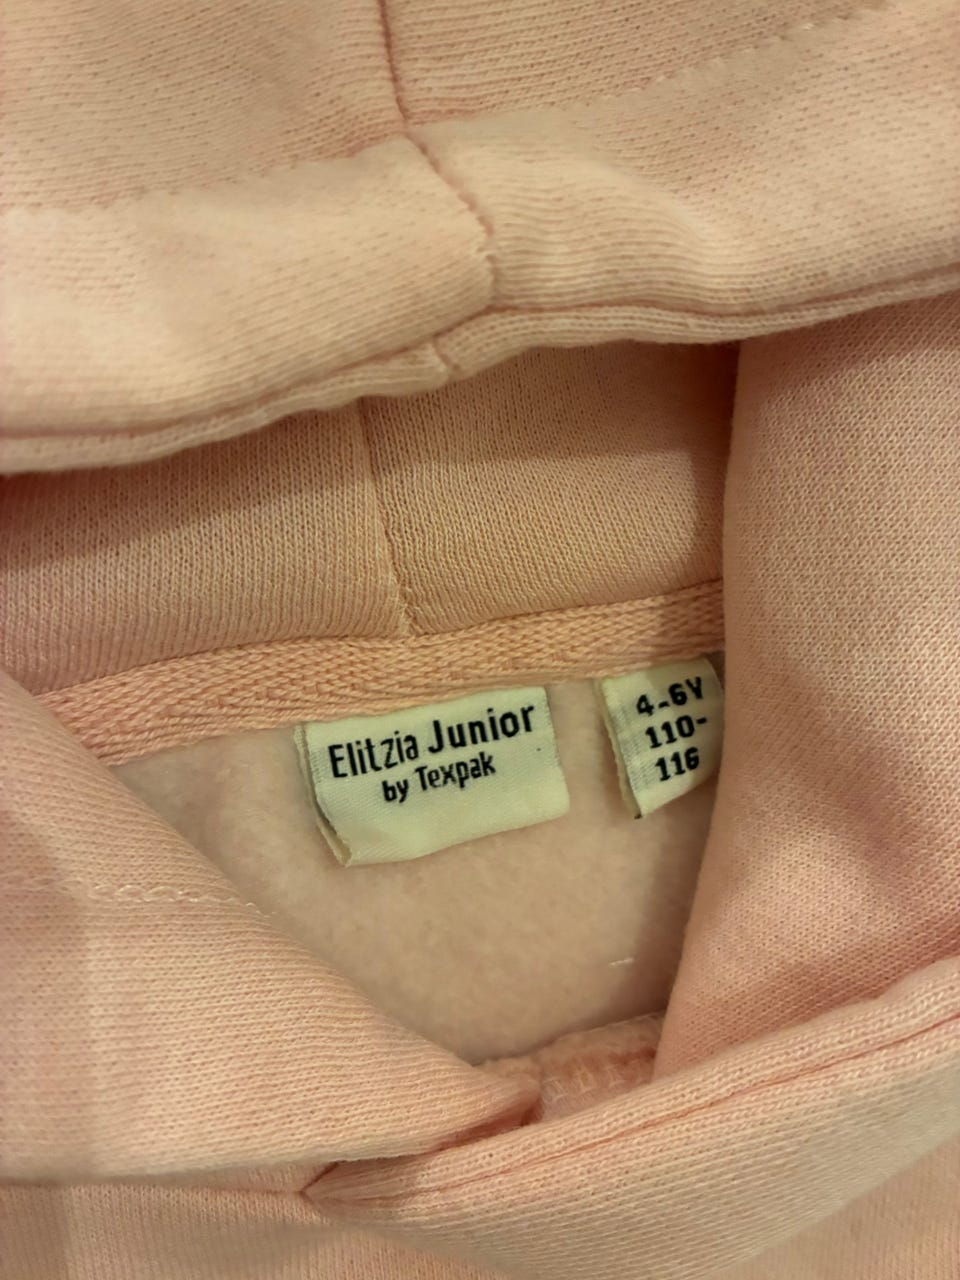 Elitzia Junior
by Texpak
4-6Y
110-
116